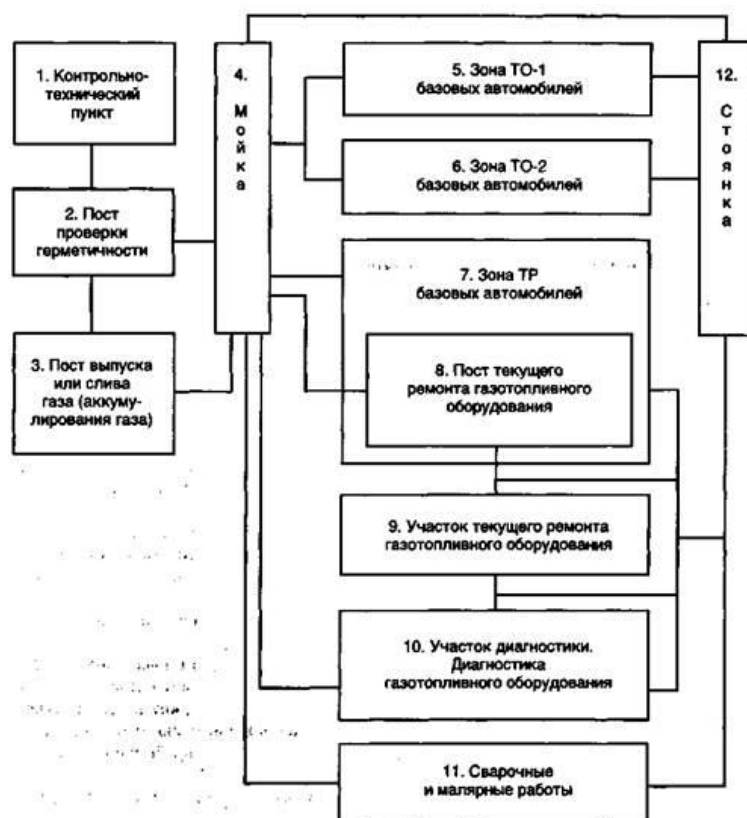 1. Контрольно-
технический
пункт
2. Пост
проверки
герметичности
3. Пост выпуска
или слива
газа (аккуму-
лирования газа)
4.
М
о
й
к
а
5. Зона ТО-1
базовых автомобилей
6. Зона ТО-2
базовых автомобилей
7. Зона ТР
базовых автомобилей
8. Пост текущего
ремонта газотопливного
оборудования
9. Участок текущего ремонта
газотопливного оборудования
10. Участок диагностики.
Диагностика
газотопливного оборудования
11. Сварочные
и малярные работы
12.
С
т
о
я
н
к
а